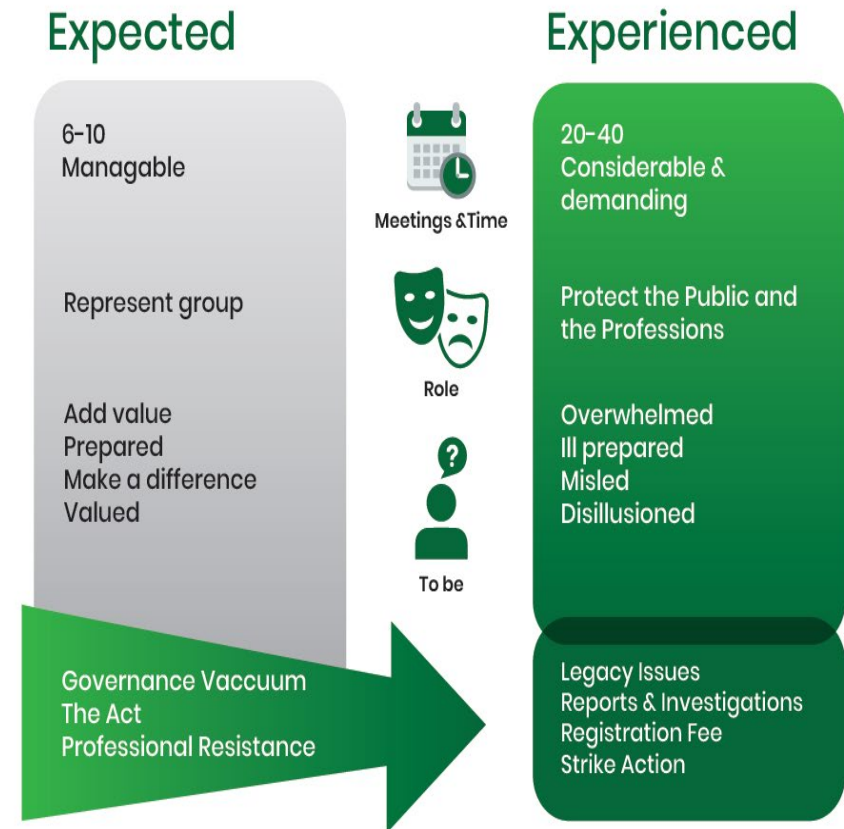 Expected
Experienced
6-10
Managable
Meetings &Time
20-40
Considerable &
demanding
Represent group
Role
Protect the Public and
the Professions
Add value
Prepared
Make a difference
Valued
?
To be
Overwhelmed
Ill prepared
Misled
Disillusioned
Governance Vaccuum
The Act
Professional Resistance
Legacy Issues
Reports & Investigations
Registration Fee
Strike Action